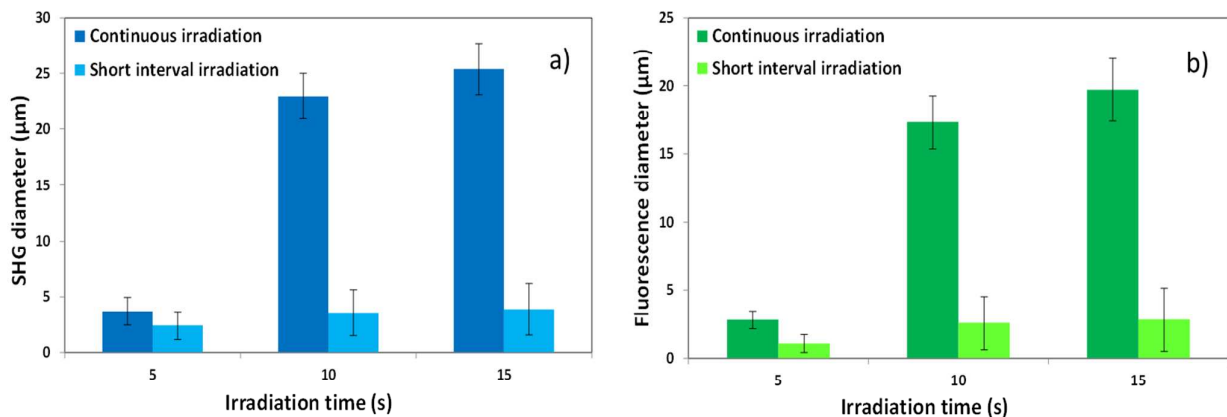 Continuous irradiation
Short interval irradiation
a)
SHG diameter (µm)
30
25
20
15
10
5
0
5 10 15
Irradiation time (s)
Continuous irradiation
Short interval irradiation
b)
Fluorescence diameter (µm)
25
20
15
10
5
0
5 10 15
Irradiation time (s)